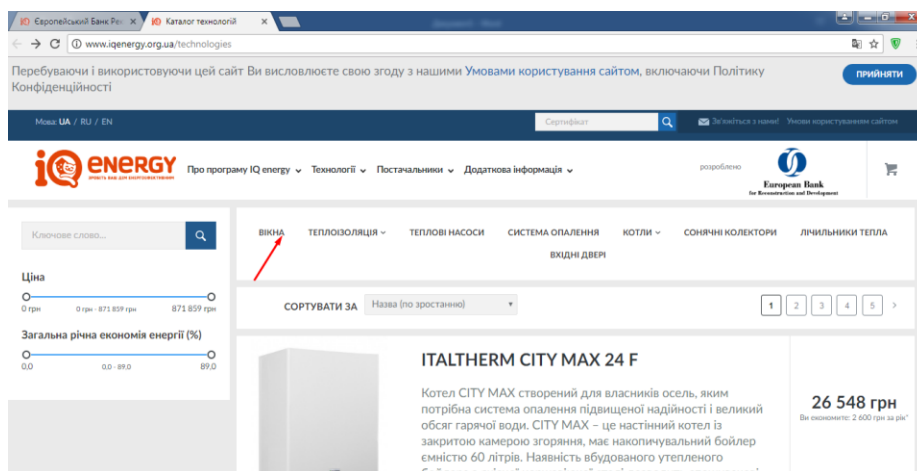 Європейський Банк Рек
Каталог технологій
www.iqenergy.org.ua/technologies
Перебуваючи і використовуючи цей сайт Ви висловлюєте свою згоду з нашими Умовами користування сайтом, включаючи Політику
Конфіденційності
ПРИЙНЯТИ
Мова: UA / RU / EN
Сертифікат
Зв'яжіться з нами! Умови користуванням сайтом
iQ energy
Про програму IQ energy Технології Постачальники Додаткова інформація
розроблено
European Bank
for Reconstruction and Development
Ключове слово...
ВІКНА ТЕПЛОІЗОЛЯЦІЯ ТЕПЛОВІ НАСОСИ СИСТЕМА ОПАЛЕННЯ КОТЛИ СОНЯЧНІ КОЛЕКТОРИ ЛІЧИЛЬНИКИ ТЕПЛА
ВХІДНІ ДВЕРІ
Ціна
0 грн 0 грн - 871 859 грн 871 859 грн
Загальна річна економія енергії (%)
0,0 0,0 - 89,0 89,0
СОРТУВАТИ ЗА Назва (по зростанню)
1 2 3 4 5 >
ITALTHERM CITY MAX 24 F
Котел CITY MAX створений для власників осель, яким
потрібна система опалення підвищеної надійності і великий
обсяг гарячої води. CITY MAX – це настінний котел із
закритою камерою згоряння, має накопичувальний бойлер
ємністю 60 літрів. Наявність вбудованого утепленого
26 548 грн
Ви економите: 2 600 грн за рік*